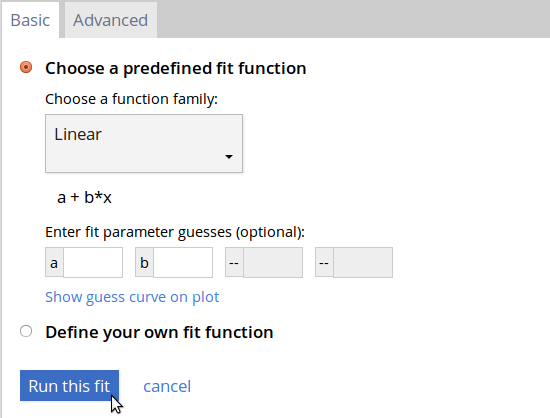 Basic Advanced
Choose a predefined fit function
Choose a function family:
Linear
a + b*x
Enter fit parameter guesses (optional):
a b -- --
Show guess curve on plot
Define your own fit function
Run this fit cancel